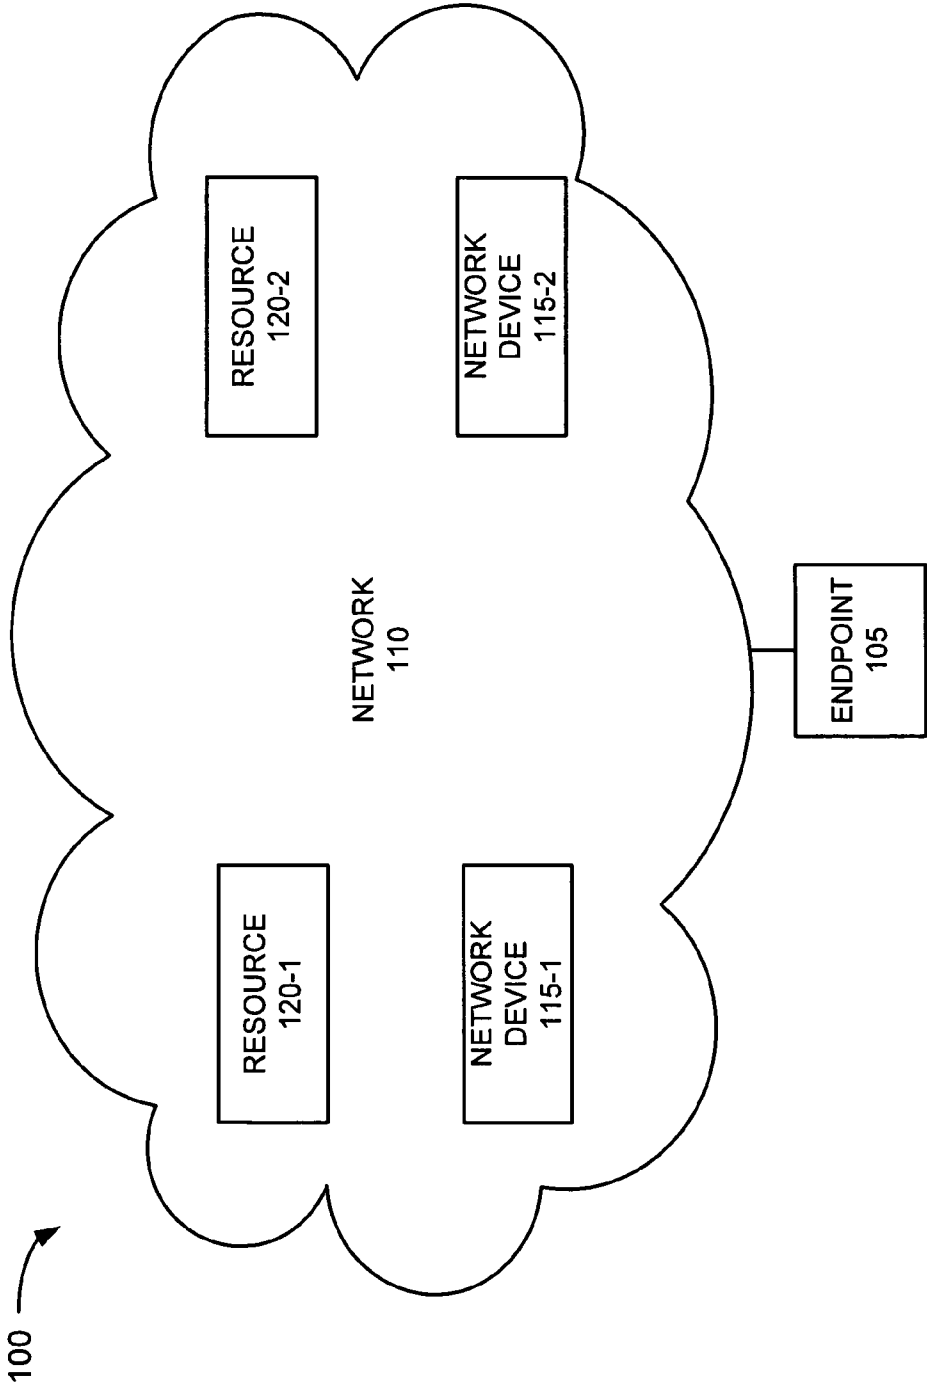 100
RESOURCE
120-1
RESOURCE
120-2
NETWORK
110
NETWORK
DEVICE
115-1
NETWORK
DEVICE
115-2
ENDPOINT
105